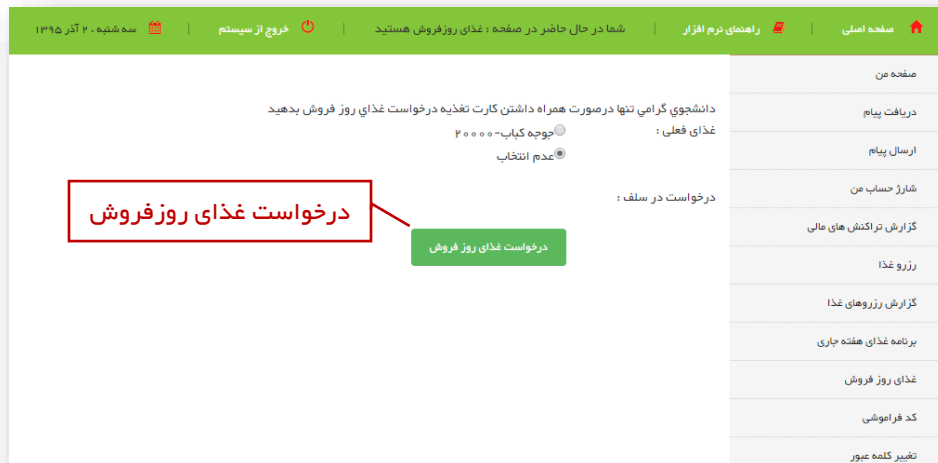 صفحه اصلی | راهنمای نرم افزار | شما در حال حاضر در صفحه : غذای روزفروش هستید | خروج از سیستم | سه شنبه ، ۲ آذر ۱۳۹۵
صفحه من
دریافت پیام
ارسال پیام
شارژ حساب من
گزارش تراکنش های مالی
رزرو غذا
گزارش رزروهای غذا
برنامه غذای هفته جاری
غذای روز فروش
کد فراموشی
تغییر کلمه عبور
دانشجوي گرامي تنها درصورت همراه داشتن کارت تغذیه درخواست غذاي روز فروش بدهید
غذای فعلی :
جوجه کباب-۲۰۰۰۰
عدم انتخاب
درخواست در سلف :
درخواست غذای روز فروش
درخواست غذای روزفروش